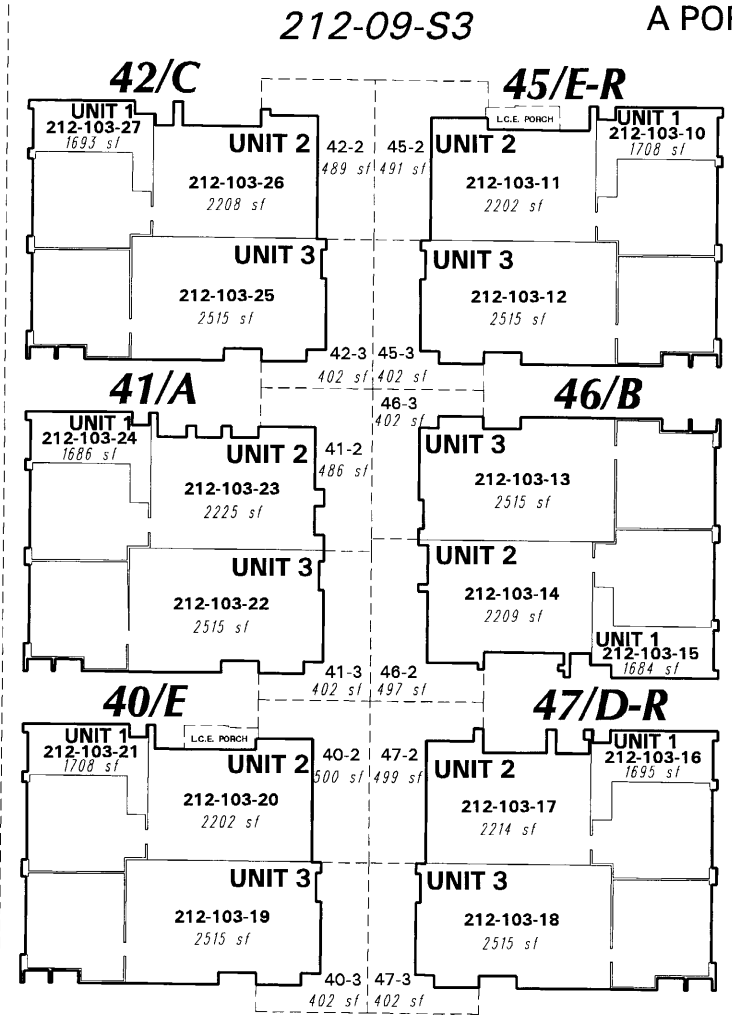 212-09-S3
A POR
42/C
UNIT 1
212-103-27
1693 sf
UNIT 2
212-103-26
2208 sf
UNIT 3
212-103-25
2515 sf
42-2
489 sf
42-3
402 sf
45/E-R
L.C.E. PORCH
UNIT 1
212-103-10
1708 sf
UNIT 2
212-103-11
2202 sf
UNIT 3
212-103-12
2515 sf
45-2
491 sf
45-3
402 sf
41/A
UNIT 1
212-103-24
1686 sf
UNIT 2
212-103-23
2225 sf
UNIT 3
212-103-22
2515 sf
41-2
486 sf
41-3
402 sf
46/B
46-3
402 sf
UNIT 3
212-103-13
2515 sf
UNIT 2
212-103-14
2209 sf
UNIT 1
212-103-15
1684 sf
46-2
497 sf
40/E
L.C.E. PORCH
UNIT 1
212-103-21
1708 sf
UNIT 2
212-103-20
2202 sf
UNIT 3
212-103-19
2515 sf
40-2
500 sf
40-3
402 sf
47/D-R
UNIT 1
212-103-16
1695 sf
UNIT 2
212-103-17
2214 sf
UNIT 3
212-103-18
2515 sf
47-2
499 sf
47-3
402 sf